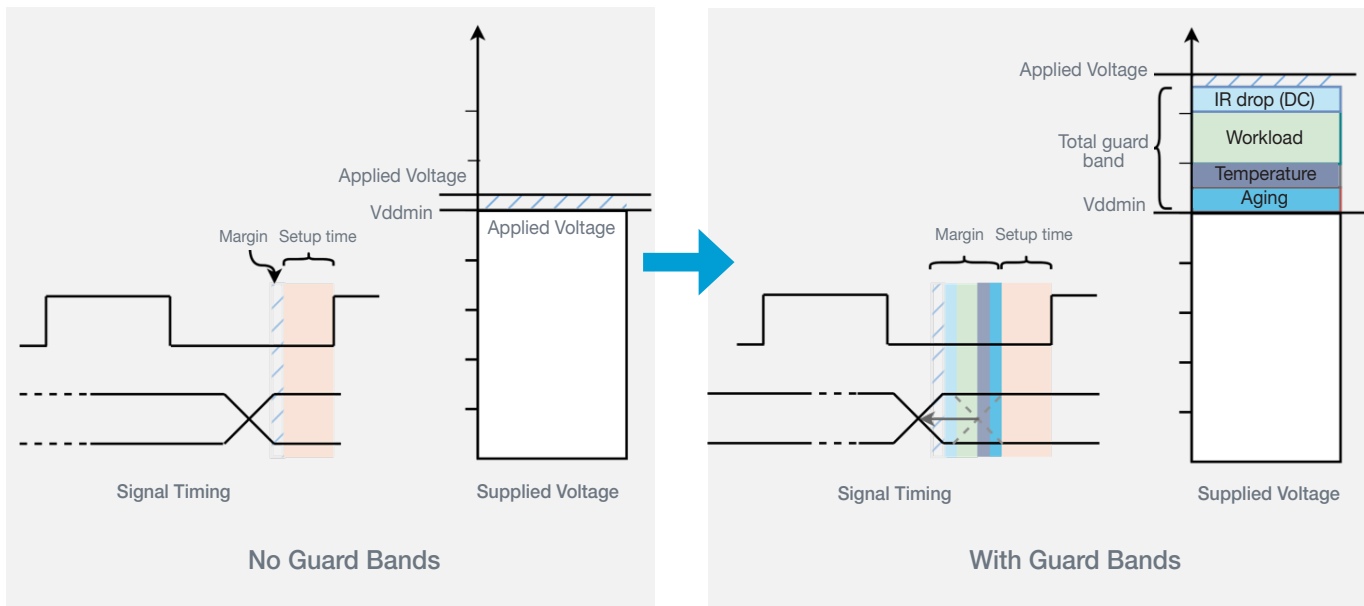 Applied Voltage
Vddmin
Applied Voltage
Margin
Setup time
Signal Timing
Supplied Voltage
No Guard Bands
Applied Voltage
IR drop (DC)
Total guard
band
Workload
Temperature
Vddmin
Aging
Margin
Setup time
Signal Timing
Supplied Voltage
With Guard Bands